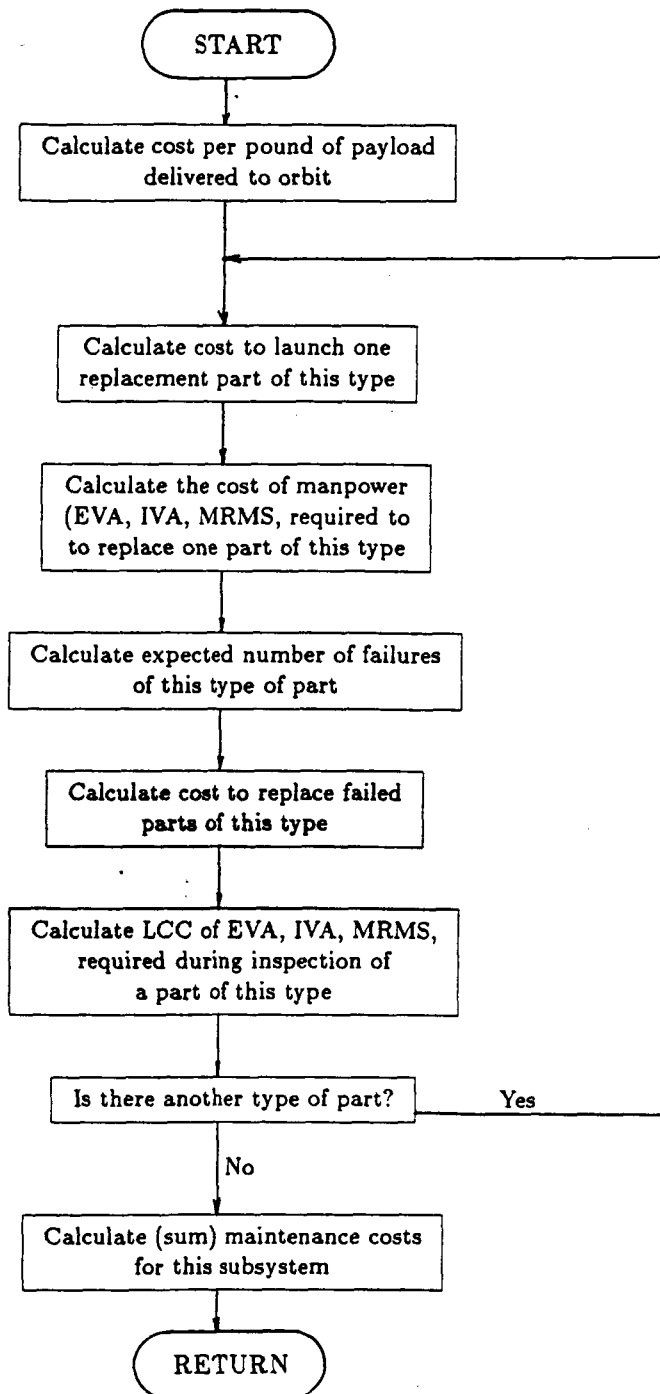 START
Calculate cost per pound of payload
delivered to orbit
Calculate cost to launch one
replacement part of this type
Calculate the cost of manpower
(EVA, IVA, MRMS, required to
to replace one part of this type
Calculate expected number of failures
of this type of part
Calculate cost to replace failed
parts of this type
Calculate LCC of EVA, IVA, MRMS,
required during inspection of
a part of this type
Is there another type of part?
Yes
No
Calculate (sum) maintenance costs
for this subsystem
RETURN